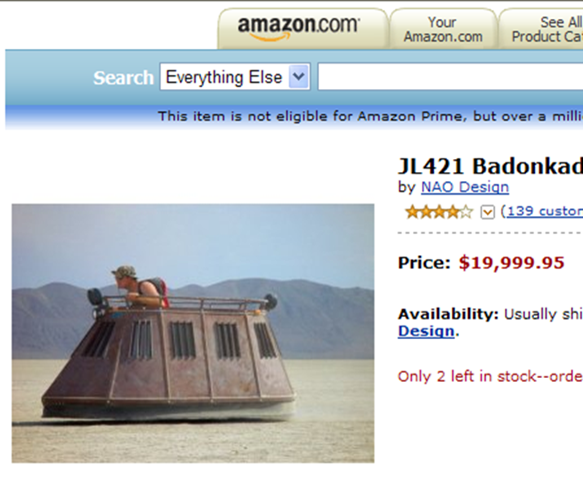 amazon.com
Your
Amazon.com
See All
Product Cat
Search Everything Else
This item is not eligible for Amazon Prime, but over a milli
JL421 Badonkad
by NAO Design
(139 custor
Price: $19,999.95
Availability: Usually shi
Design.
Only 2 left in stock--orde